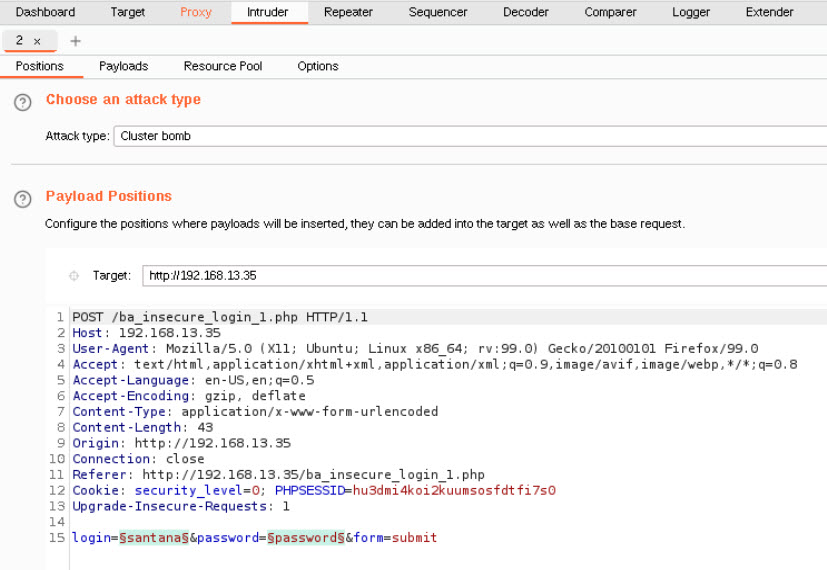 Dashboard Target Proxy Intruder Repeater Sequencer Decoder Comparer Logger Extender
2 × +
Positions Payloads Resource Pool Options
? Choose an attack type
Attack type: Cluster bomb
? Payload Positions
Configure the positions where payloads will be inserted, they can be added into the target as well as the base request.
Target: http://192.168.13.35
1 POST /ba_insecure_login_1.php HTTP/1.1
2 Host: 192.168.13.35
3 User-Agent: Mozilla/5.0 (X11; Ubuntu; Linux x86_64; rv:99.0) Gecko/20100101 Firefox/99.0
4 Accept: text/html,application/xhtml+xml,application/xml;q=0.9,image/avif,image/webp,*/*;q=0.8
5 Accept-Language: en-US,en;q=0.5
6 Accept-Encoding: gzip, deflate
7 Content-Type: application/x-www-form-urlencoded
8 Content-Length: 43
9 Origin: http://192.168.13.35
10 Connection: close
11 Referer: http://192.168.13.35/ba_insecure_login_1.php
12 Cookie: security_level=0; PHPSESSID=hu3dmi4koi2kuumsosfdtfi7s0
13 Upgrade-Insecure-Requests: 1
14
15 login=§santana§&password=§password§&form=submit